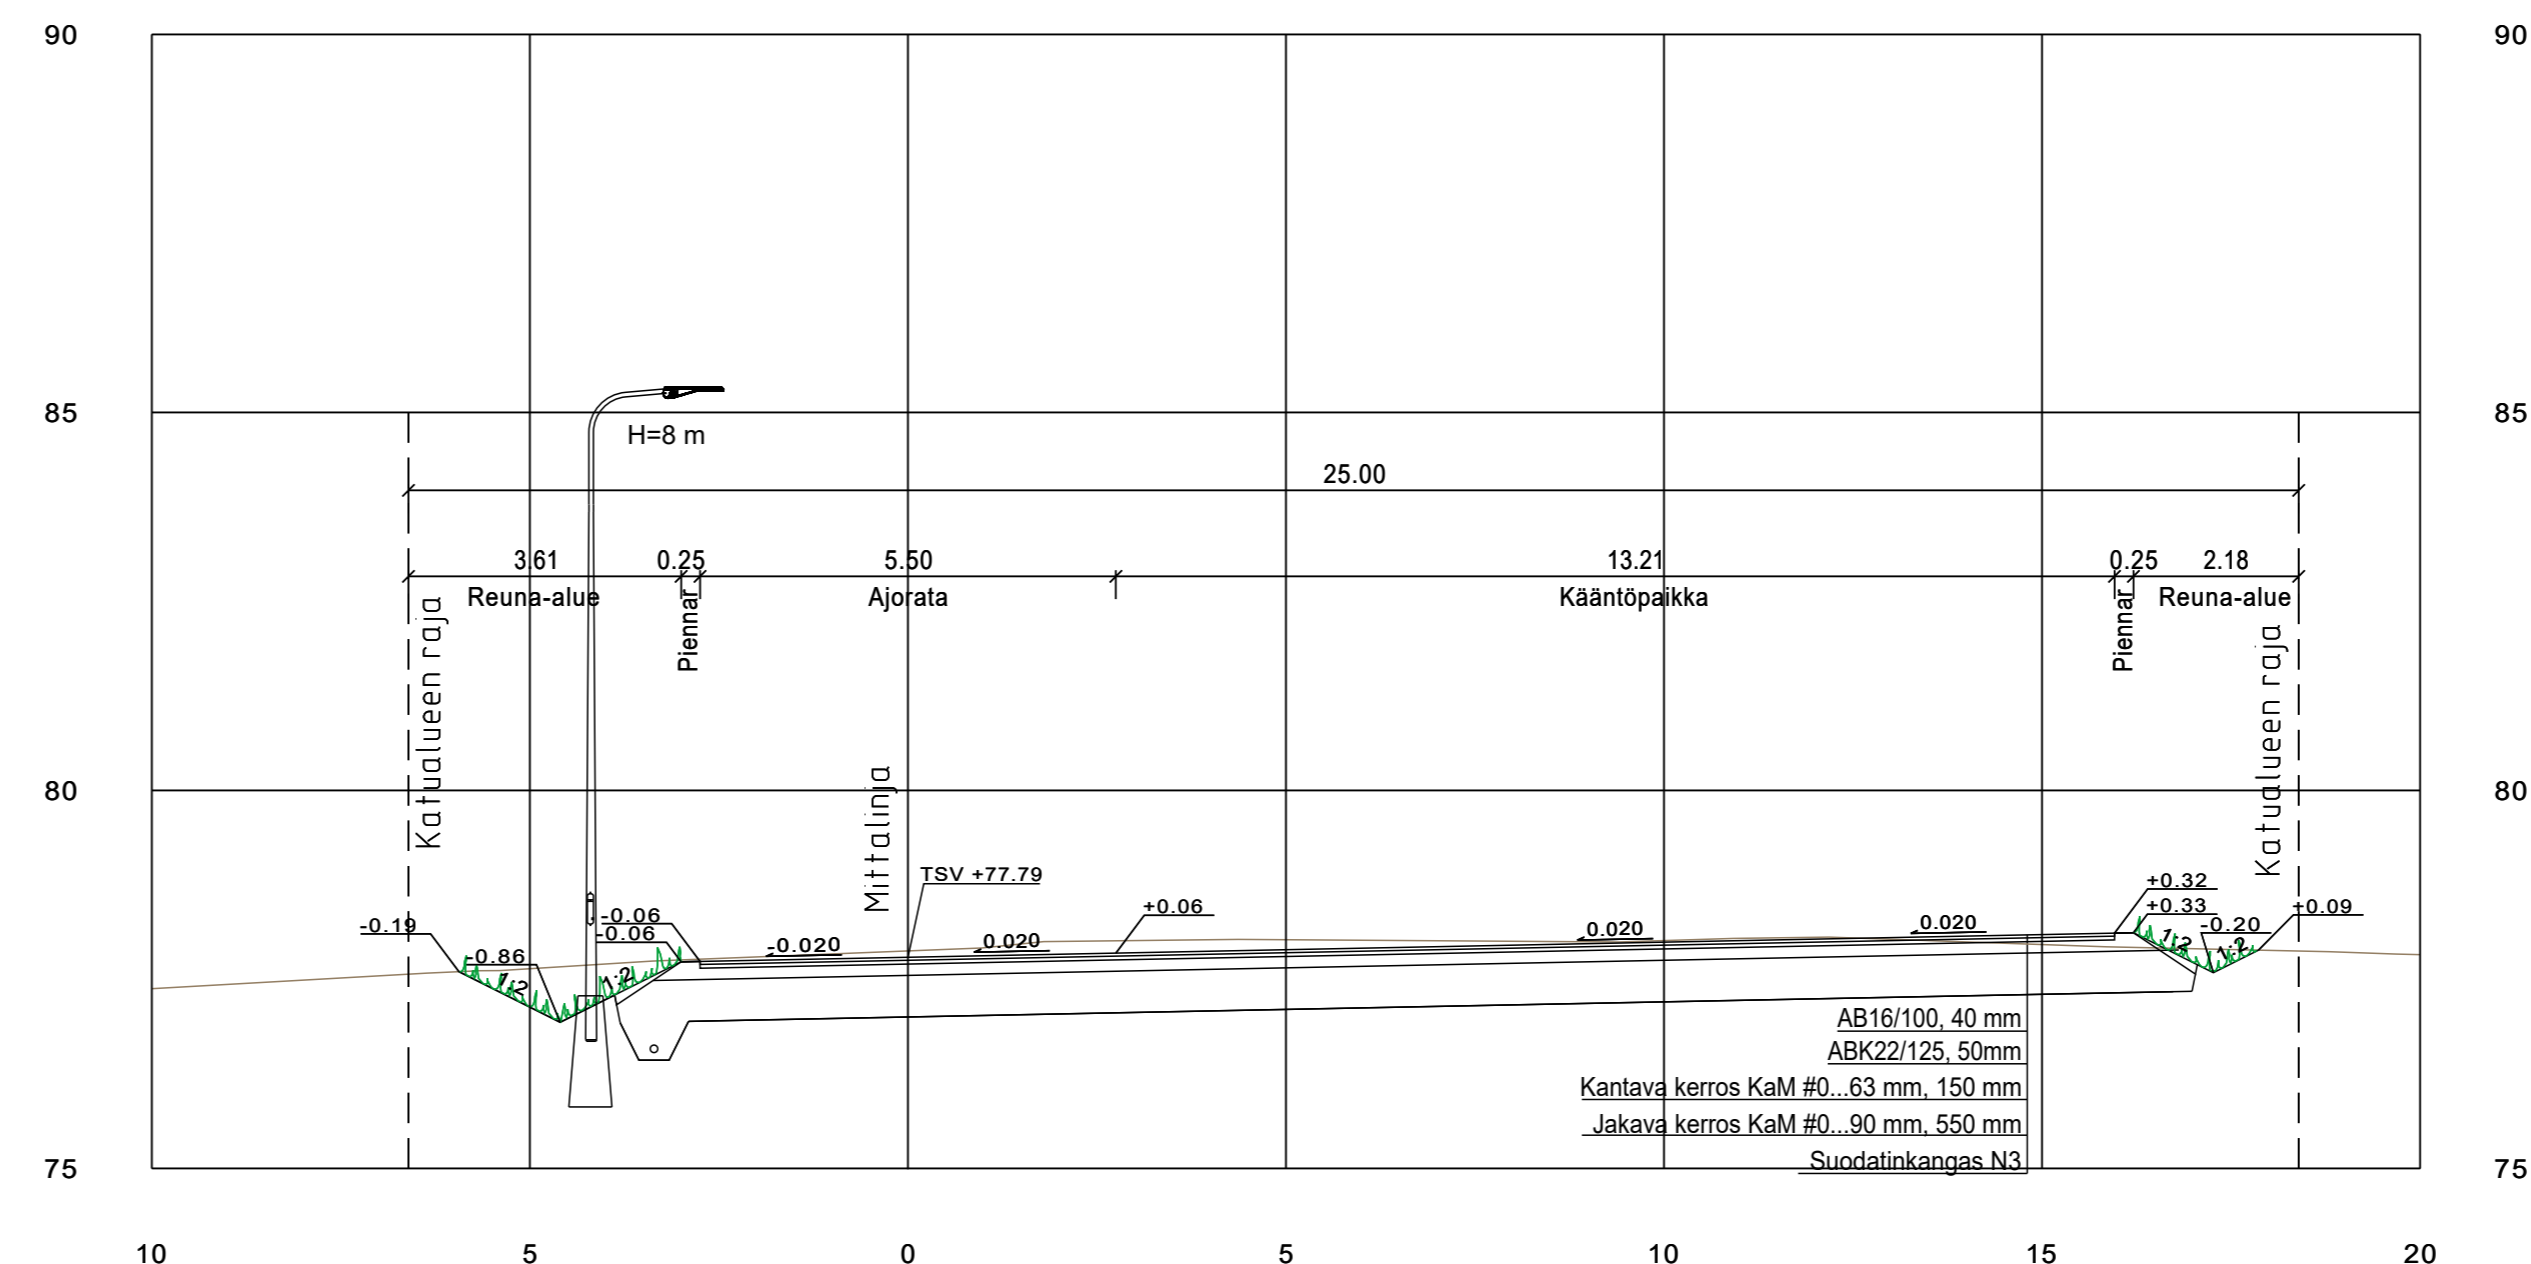 90 90
85 85
H=8 m
25.00
3.61 0.25 5.50 13.21 0.25 2.18
Reuna-alue Piennar Ajorata Kääntöpaikka Piennar Reuna-alue
Katualueen raja
Katualueen raja
80 80
Mittalinja
TSV +77.79
+0.32
+0.06
+0.33
+0.09
-0.19
-0.06
-0.06
-0.020
0.020
0.020
0.020
-0.20
-0.86
1:2
1:2
1:2
1:2
AB16/100, 40 mm
ABK22/125, 50mm
Kantava kerros KaM #0...63 mm, 150 mm
Jakava kerros KaM #0...90 mm, 550 mm
Suodatinkangas N3
75 75
10 5 0 5 10 15 20